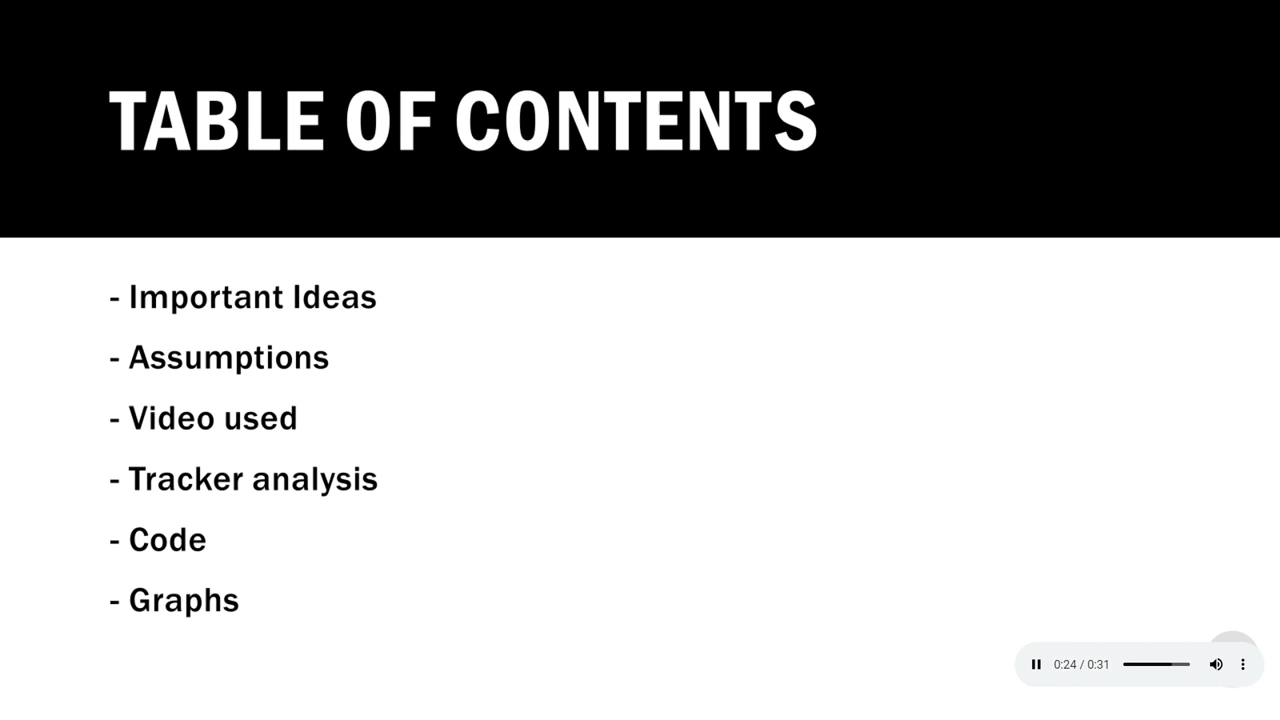 TABLE OF CONTENTS
- Important Ideas
- Assumptions
- Video used
- Tracker analysis
- Code
- Graphs
0:24 / 0:31